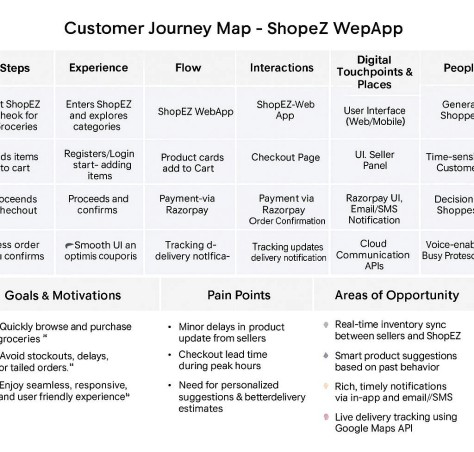 Customer Journey Map - ShopeZ WepApp
Steps
Experience
Flow
Interactions
Digital
Touchpoints &
Places
Peopl
t ShopEZ
heok for
roceries
Enters ShopEZ
and explores
categories
ShopEZ WebApp
ShopEZ-Web
App
User Interface
(Web/Mobile)
Genera
Shoppe
ds items
to cart
Registers/Login
start- adding
items
Product cards
add to Cart
Checkout Page
UI. Seller
Panel
Time-sens
Custome
oceends
hechout
Proceeds and
confirms
Payment-via
Razorpay
Payment via
Razorpay
Order Confirmation
Razorpay UI,
Email/SMS
Notification
Decision
Shoppe
ess order
confirms
Smooth UI an
optimis couporis
Tracking d-
delivery notlfica-
Tracking updates
delivery notification
Cloud
Communication
APIs
Voice-enab
Busy Protesc
Goals & Motivations
Quickly browse and purchase
groceries "
Avoid stockouts, delays,
or tailed orders."
Enjoy seamless, responsive,
and user friendly experience"
Pain Points
• Minor delays in product
update from sellers
• Checkout lead time
during peak hours
• Need for personalized
suggestions & betterdelivery
estimates
Areas of Opportunity
Real-time inventory sync
between sellers and ShopEZ
Smart product suggestions
based on past behavior
Rich, timely notifications
via in-app and email//SMS
Live delivery tracking using
Google Maps API